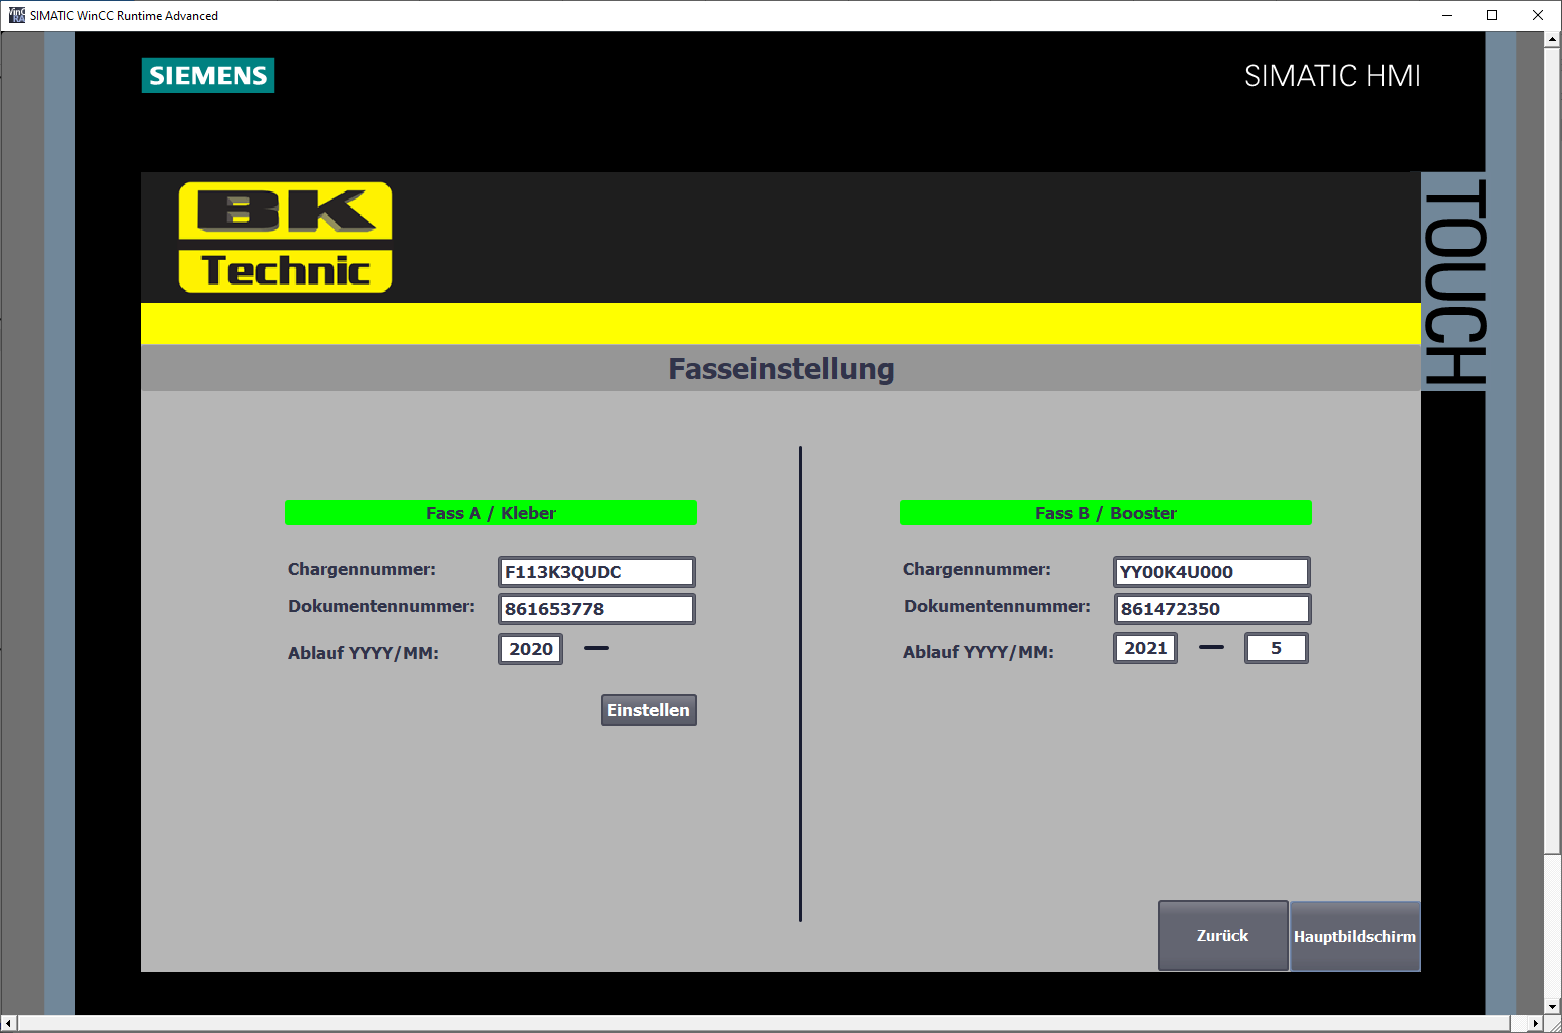 SIMATIC WinCC Runtime Advanced
SIEMENS
SIMATIC HMI
BK
Technic
TOUCH
Fasseinstellung
Fass A / Kleber
Chargennummer: F113K3QUDC
Dokumentennummer: 861653778
Ablauf YYYY/MM: 2020 —
Einstellen
Fass B / Booster
Chargennummer: YY00K4U000
Dokumentennummer: 861472350
Ablauf YYYY/MM: 2021 — 5
Zurück
Hauptbildschirm